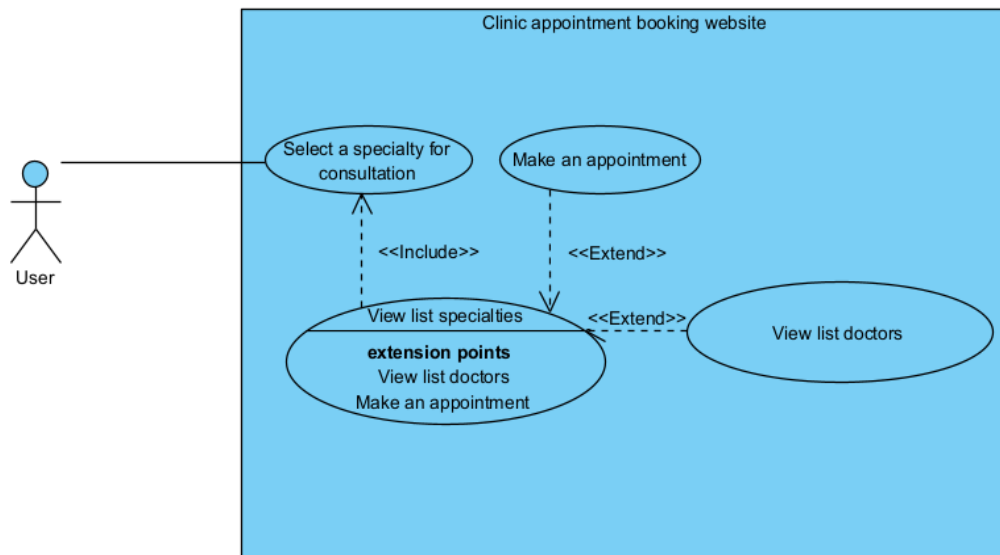 Clinic appointment booking website
Select a specialty for
consultation
Make an appointment
User
<<Include>>
<<Extend>>
View list specialties
<<Extend>>
View list doctors
extension points
View list doctors
Make an appointment